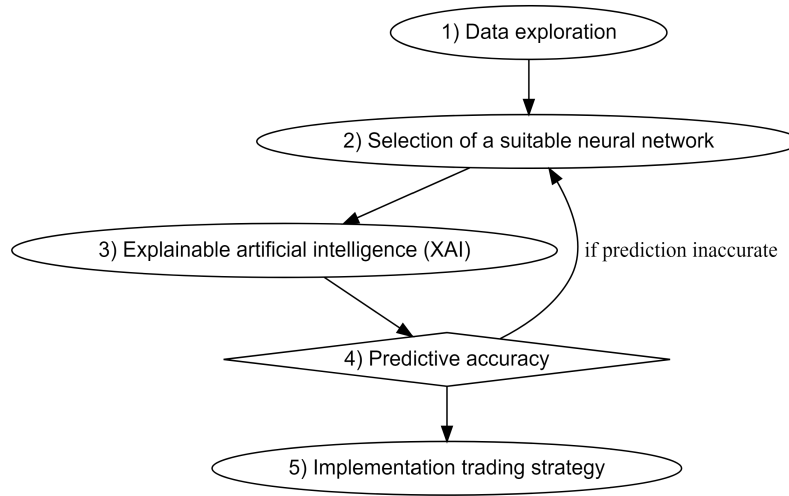 1) Data exploration
2) Selection of a suitable neural network
3) Explainable artificial intelligence (XAI)
if prediction inaccurate
4) Predictive accuracy
5) Implementation trading strategy